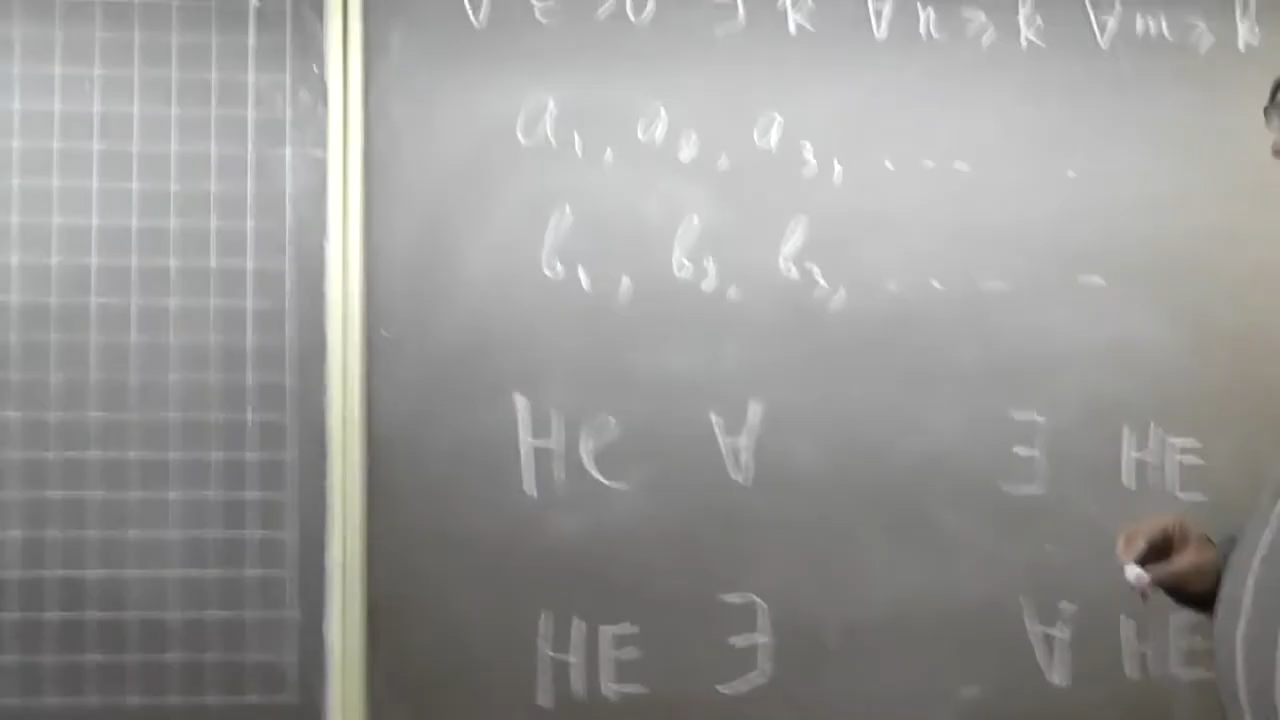 ∀ ε >0 ∃ k ∀ n ⩾ k ∀ m ⩾ k
a₁, a₂, a₃, ...
b₁, b₂, b₃, ...
НЕ ∀ ∃ НЕ
НЕ ∃ ∀ НЕ